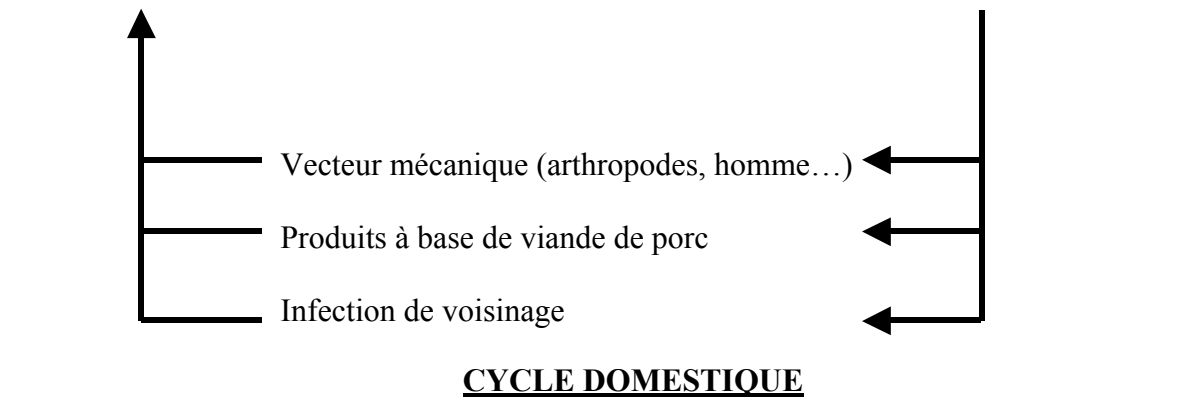 Vecteur mécanique (arthropodes, homme…)
Produits à base de viande de porc
Infection de voisinage
CYCLE DOMESTIQUE